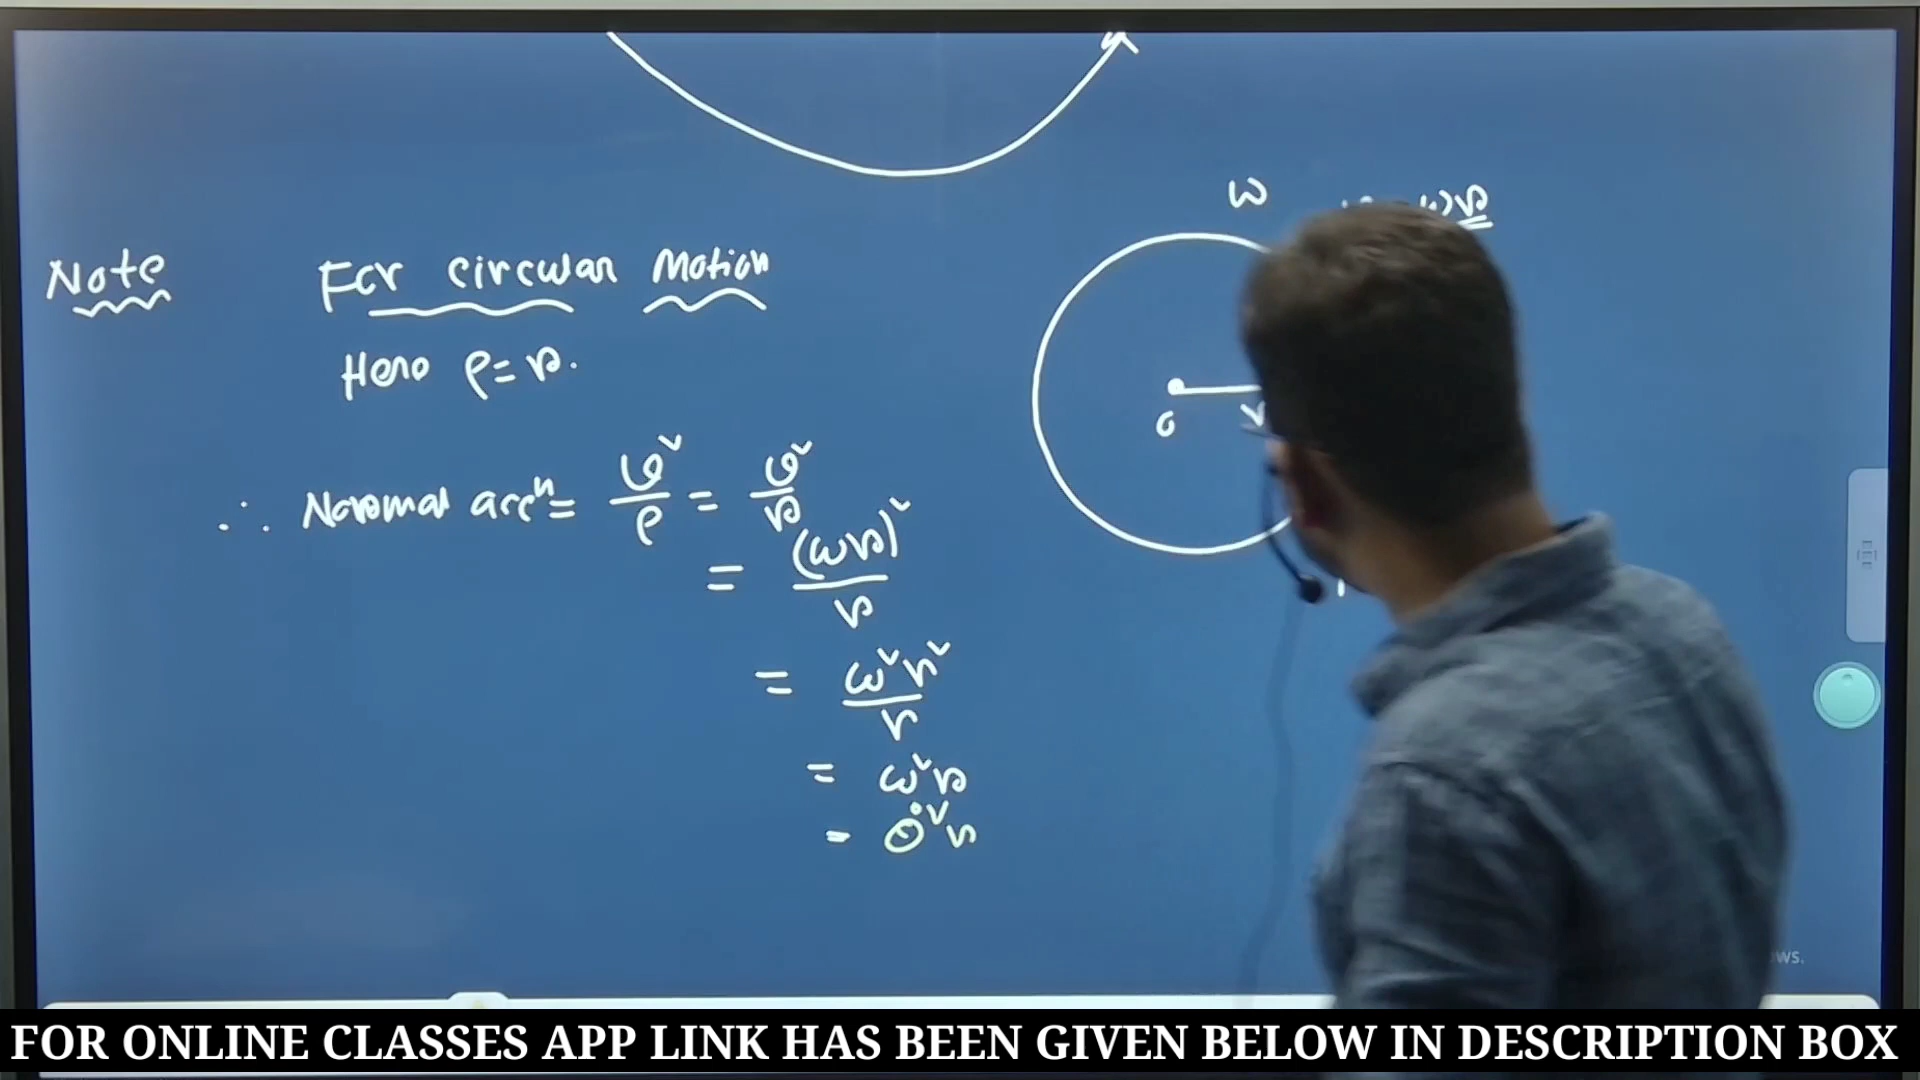 ω
ωr
Note For circular Motion
Here ρ=r.
O
∴ Normal accⁿ = v²/ρ = v²/r
= (ωr)²/r
= ω²r²/r
= ω²r
= θ̇²r
FOR ONLINE CLASSES APP LINK HAS BEEN GIVEN BELOW IN DESCRIPTION BOX